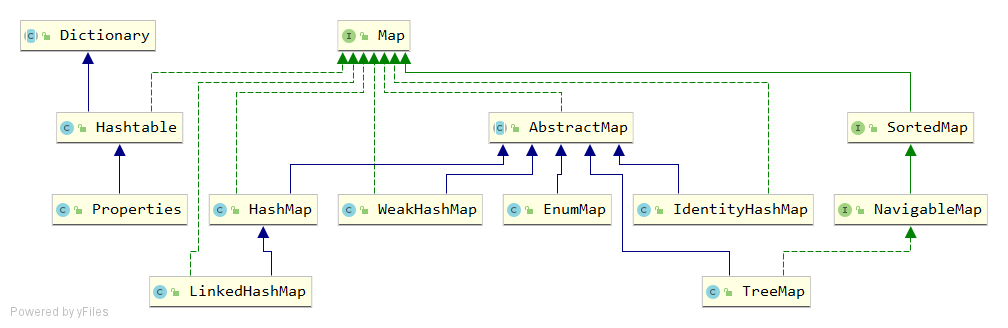 Dictionary
Map
Hashtable
AbstractMap
SortedMap
Properties
HashMap
WeakHashMap
EnumMap
IdentityHashMap
NavigableMap
LinkedHashMap
TreeMap
Powered by yFiles